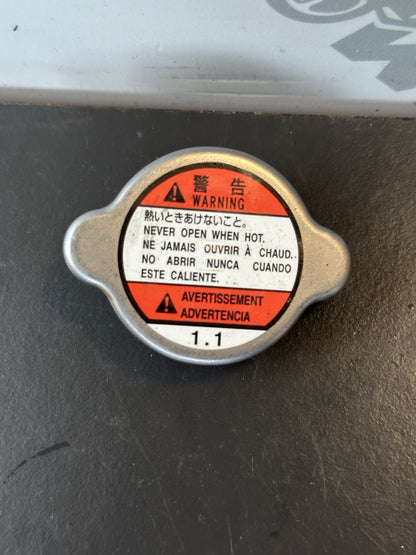 警告
WARNING
熱いときあけないこと。
NEVER OPEN WHEN HOT.
NE JAMAIS OUVRIR À CHAUD.
NO ABRIR NUNCA CUANDO
ESTE CALIENTE.
AVERTISSEMENT
ADVERTENCIA
1.1